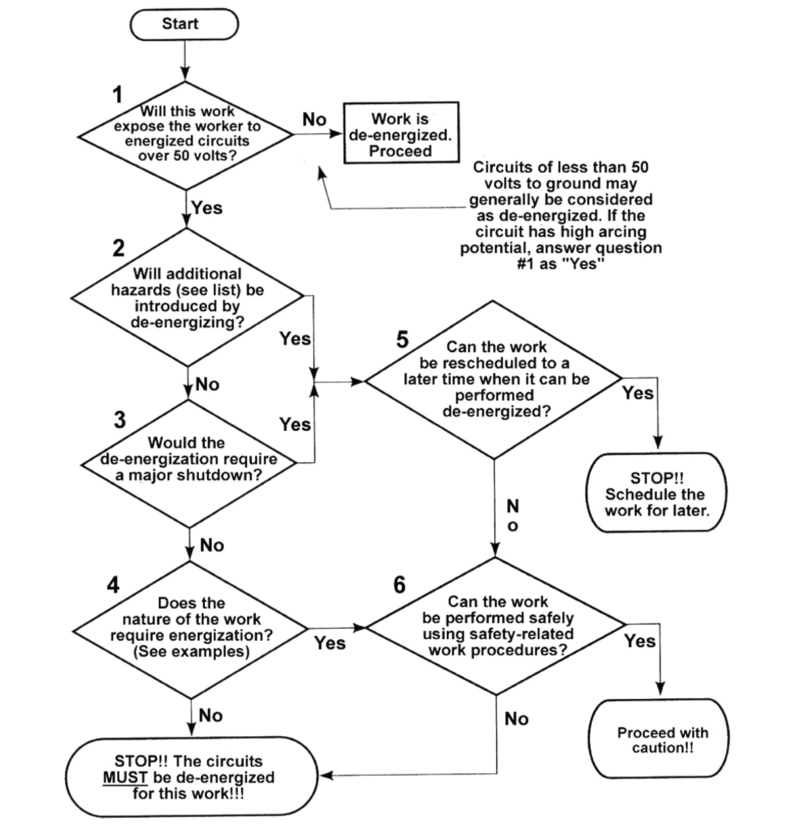 Start
1
Will this work
expose the worker to
energized circuits
over 50 volts?
No
Work is
de-energized.
Proceed
Circuits of less than 50
volts to ground may
generally be considered
as de-energized. If the
circuit has high arcing
potential, answer question
#1 as "Yes"
Yes
2
Will additional
hazards (see list) be
introduced by
de-energizing?
Yes
No
3
Would the
de-energization require
a major shutdown?
Yes
No
5
Can the work
be rescheduled to a
later time when it can be
performed
de-energized?
Yes
STOP!!
Schedule the
work for later.
N
o
4
Does the
nature of the work
require energization?
(See examples)
Yes
No
6
Can the work
be performed safely
using safety-related
work procedures?
Yes
Proceed with
caution!!
No
STOP!! The circuits
MUST be de-energized
for this work!!!